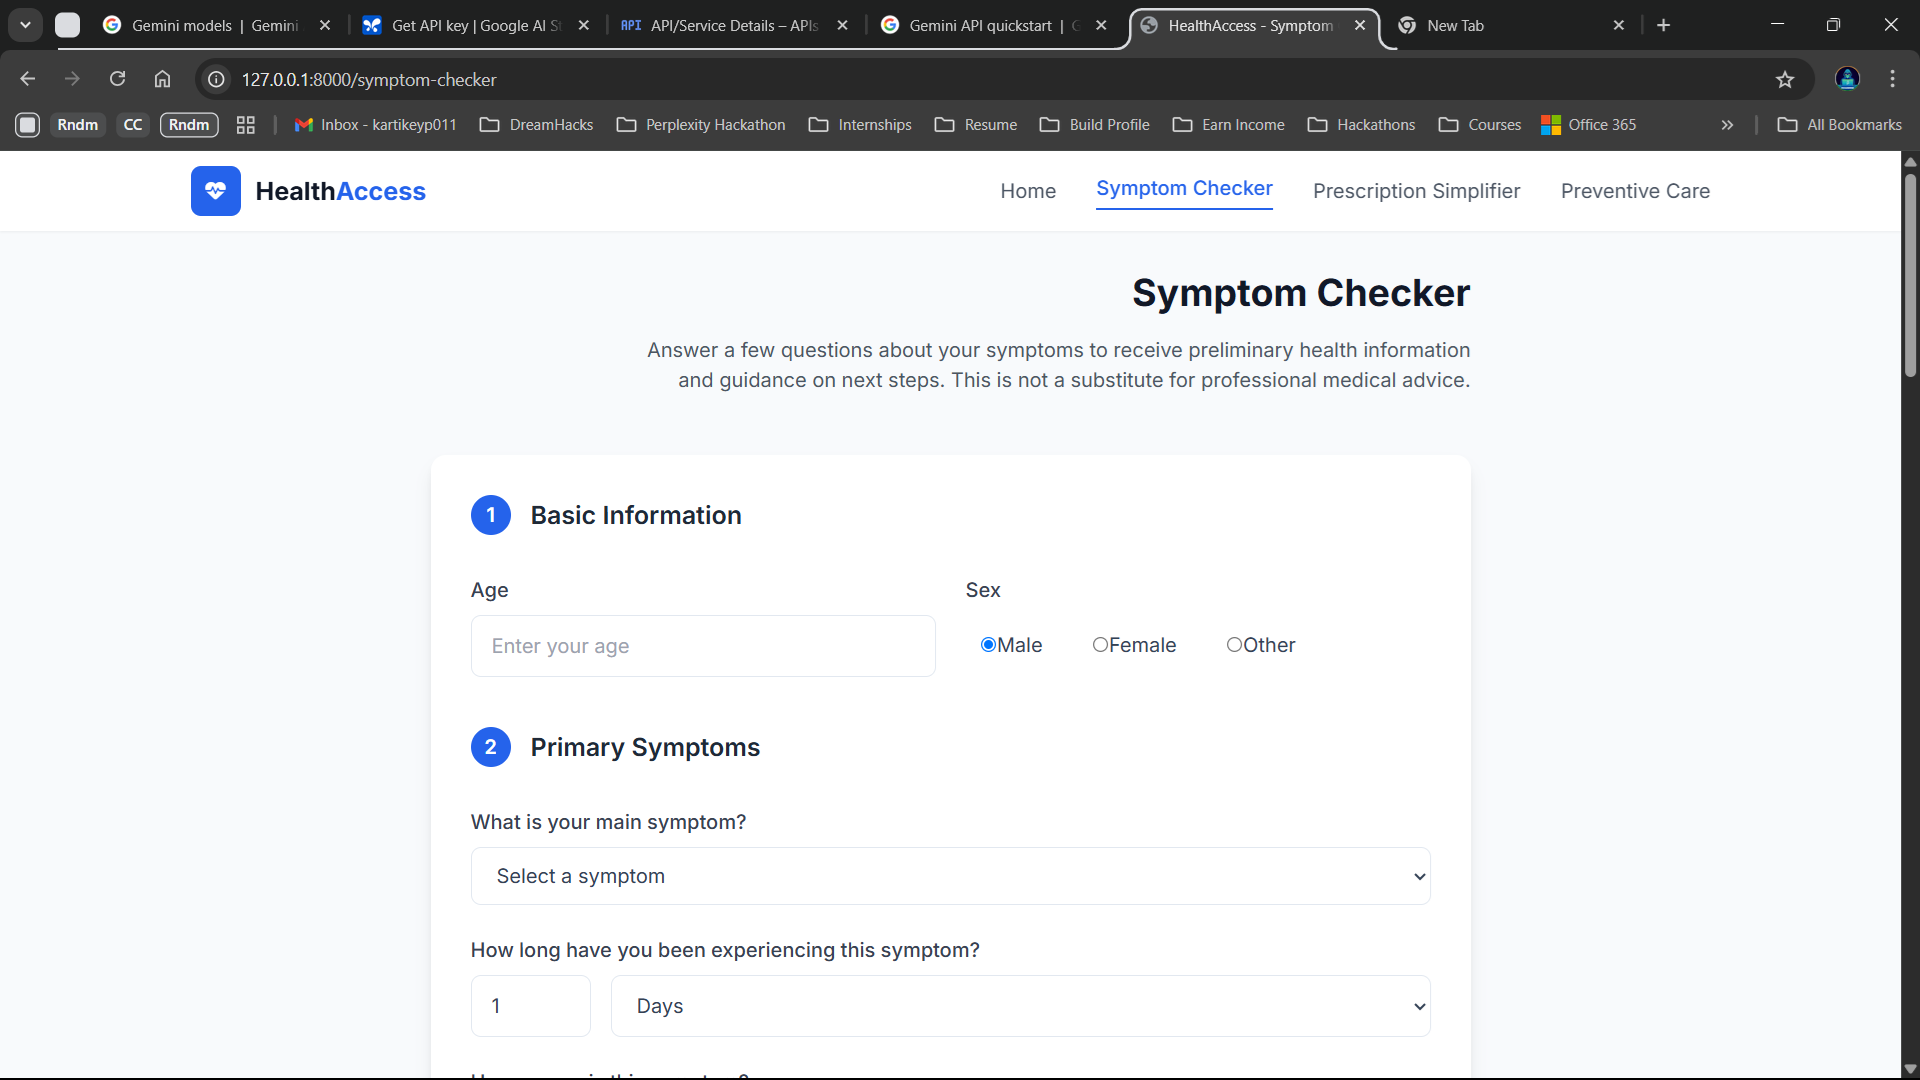 Gemini models | Gemini
Get API key | Google AI St
API API/Service Details – APIs
Gemini API quickstart | G
HealthAccess - Symptom
New Tab
127.0.0.1:8000/symptom-checker
Rndm
CC
Rndm
Inbox - kartikeyp011
DreamHacks
Perplexity Hackathon
Internships
Resume
Build Profile
Earn Income
Hackathons
Courses
Office 365
All Bookmarks
HealthAccess
Home
Symptom Checker
Prescription Simplifier
Preventive Care
Symptom Checker
Answer a few questions about your symptoms to receive preliminary health information
and guidance on next steps. This is not a substitute for professional medical advice.
1 Basic Information
Age
Enter your age
Sex
Male
Female
Other
2 Primary Symptoms
What is your main symptom?
Select a symptom
How long have you been experiencing this symptom?
1
Days